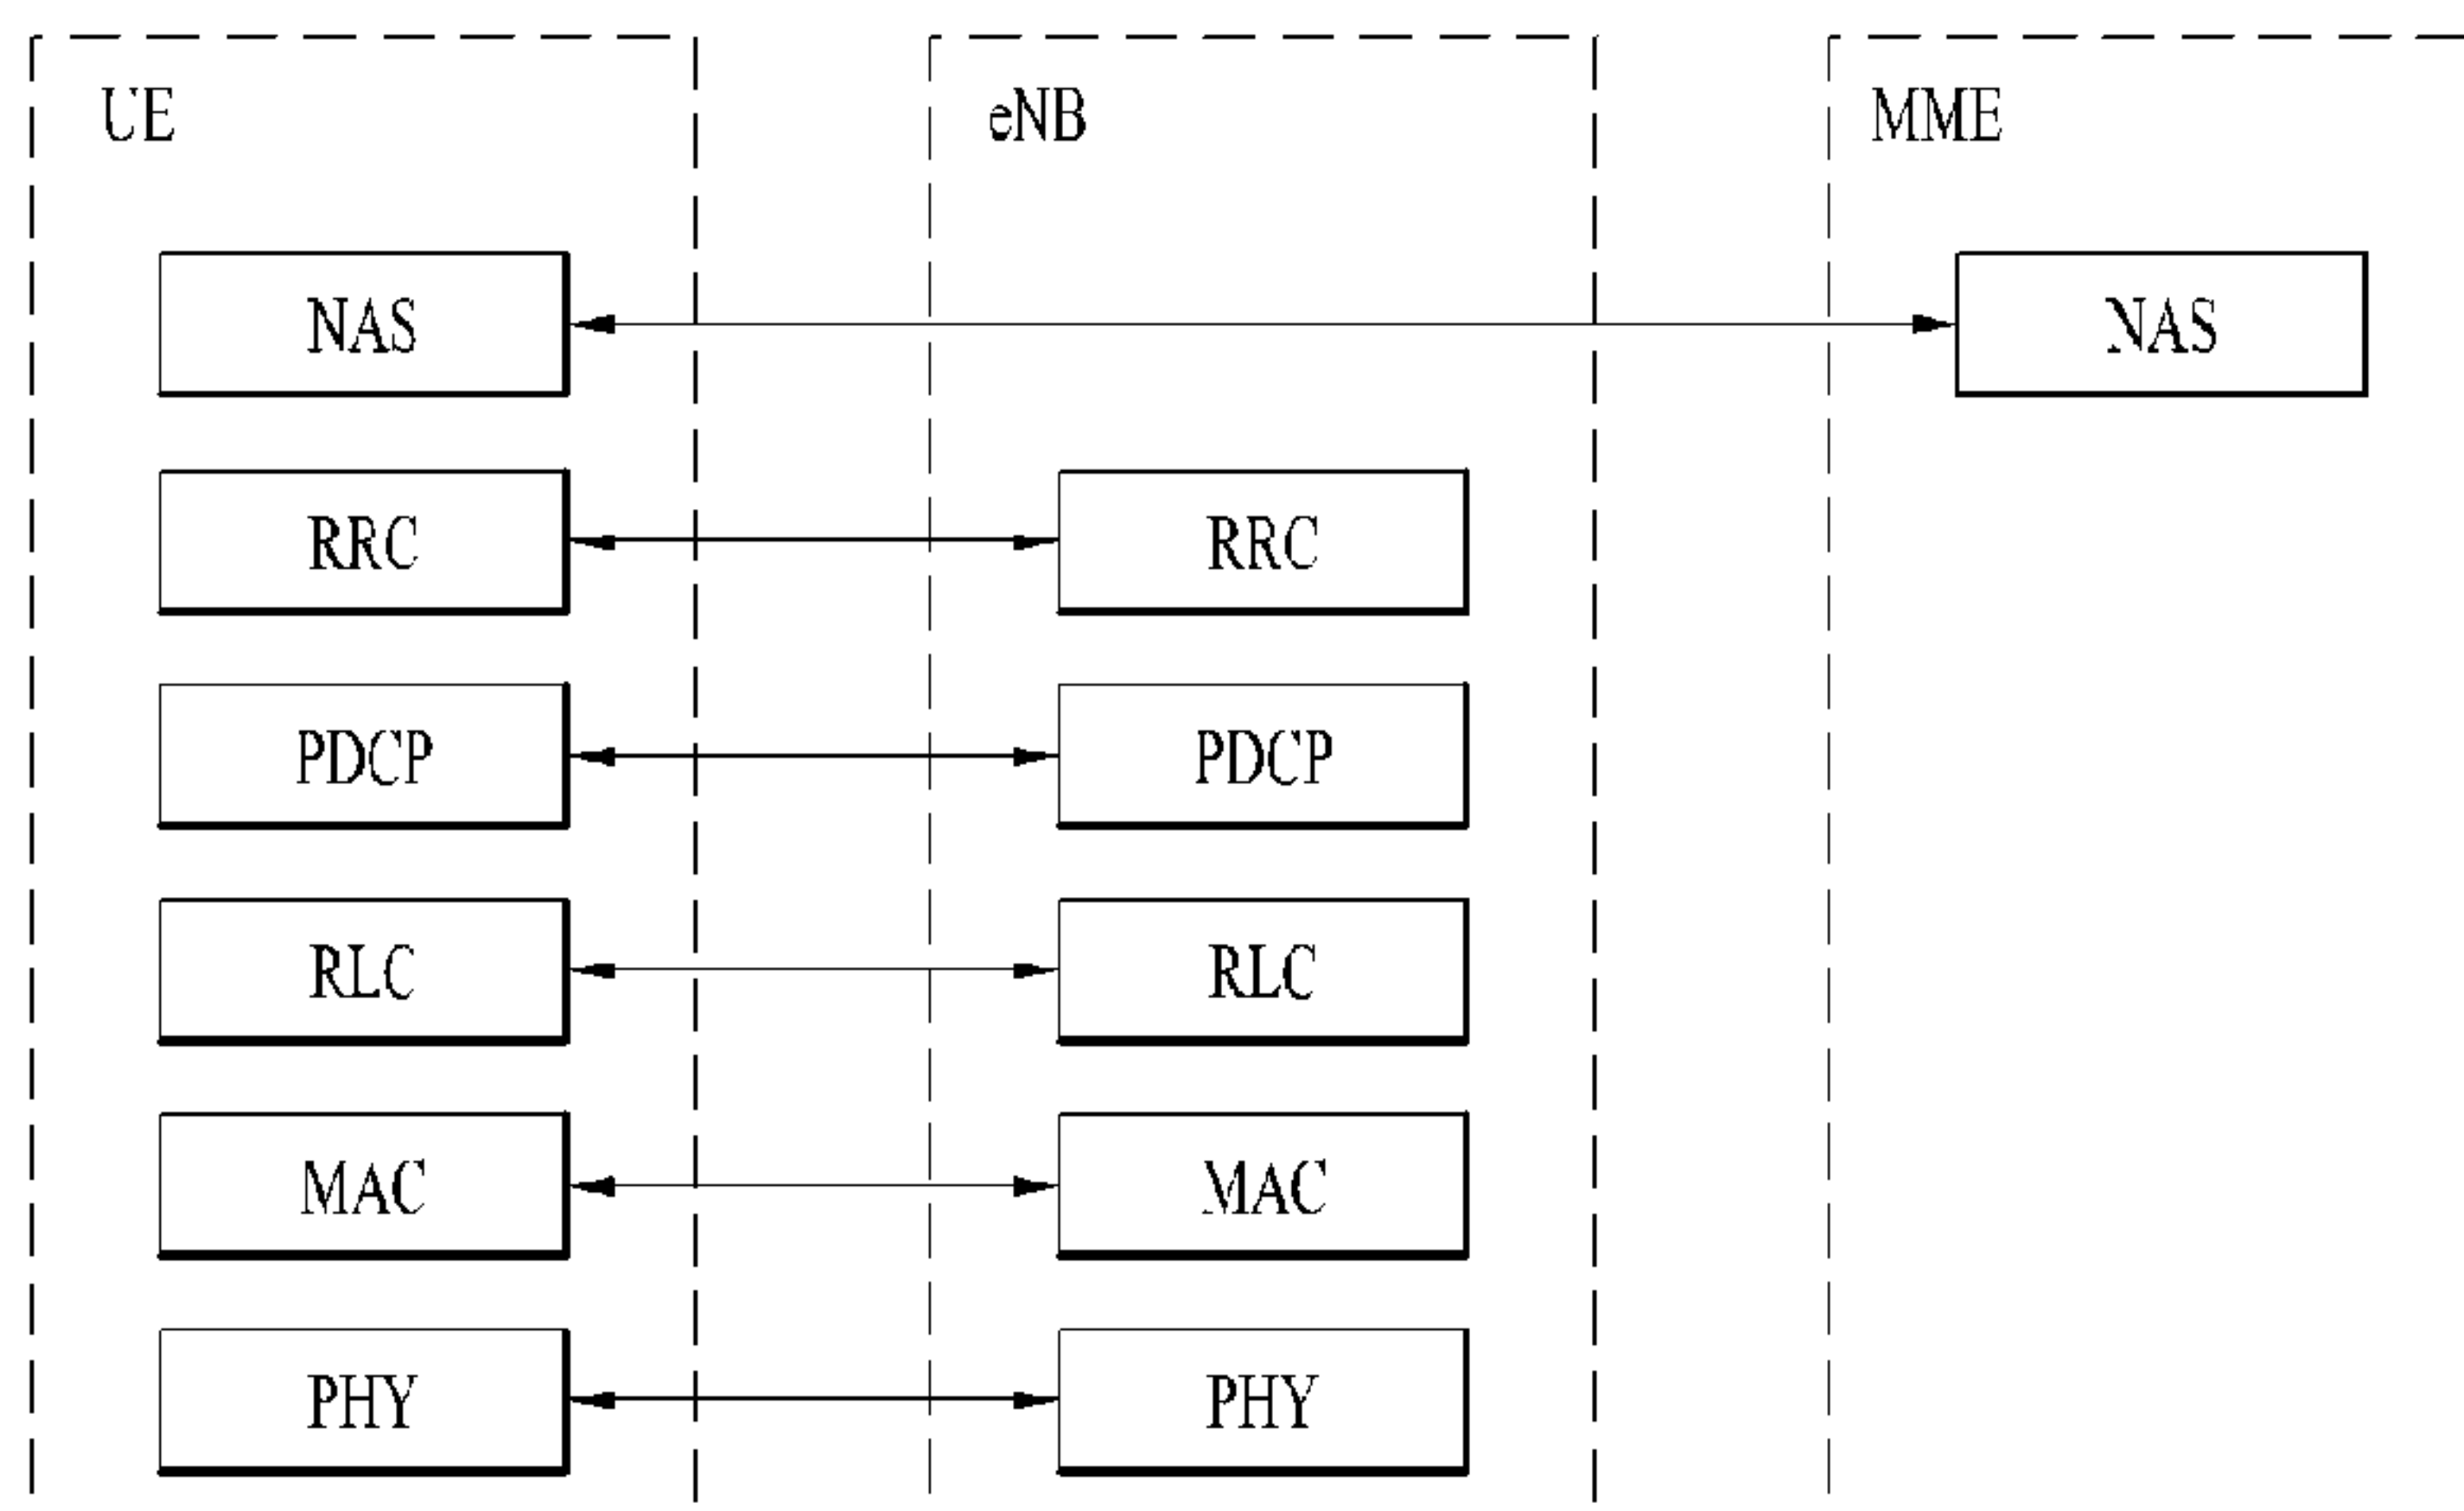 UE
eNB
MME
NAS
NAS
RRC
RRC
PDCP
PDCP
RLC
RLC
MAC
MAC
PHY
PHY